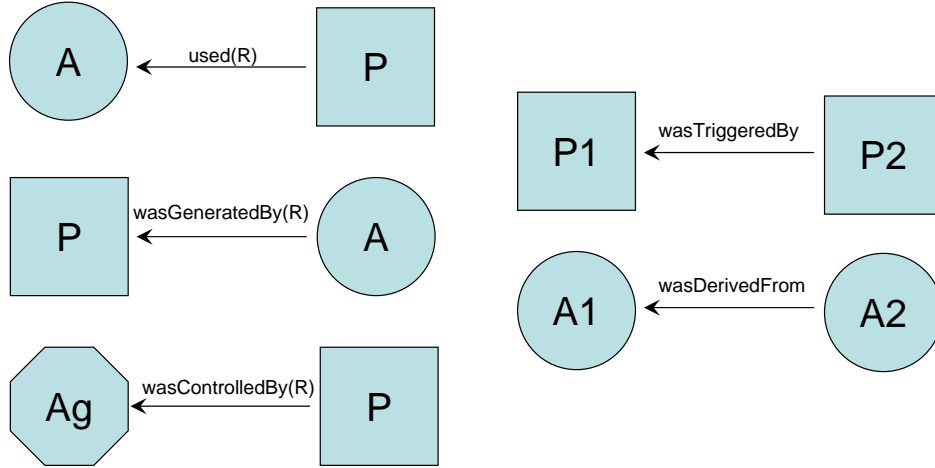 A
used(R)
P
P
wasGeneratedBy(R)
A
Ag
wasControlledBy(R)
P
P1
wasTriggeredBy
P2
A1
wasDerivedFrom
A2